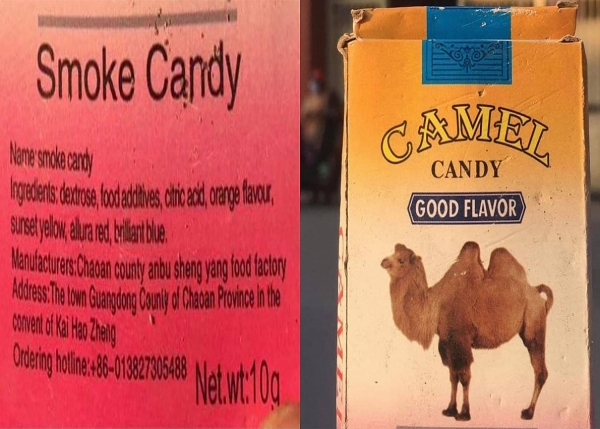 Smoke Candy
Name: smoke candy
Ingredients: dextrose, food additives, citric acid, orange flavour,
sunset yellow, allura red, brilliant blue.
Manufacturers:Chaoan county anbu sheng yang food factory
Address:The town Guangdong County of Chaoan Province in the
convent of Kai Hao Zheng
Ordering hotline:+86-013827305488
Net.wt:10g
CAMEL
CANDY
GOOD FLAVOR